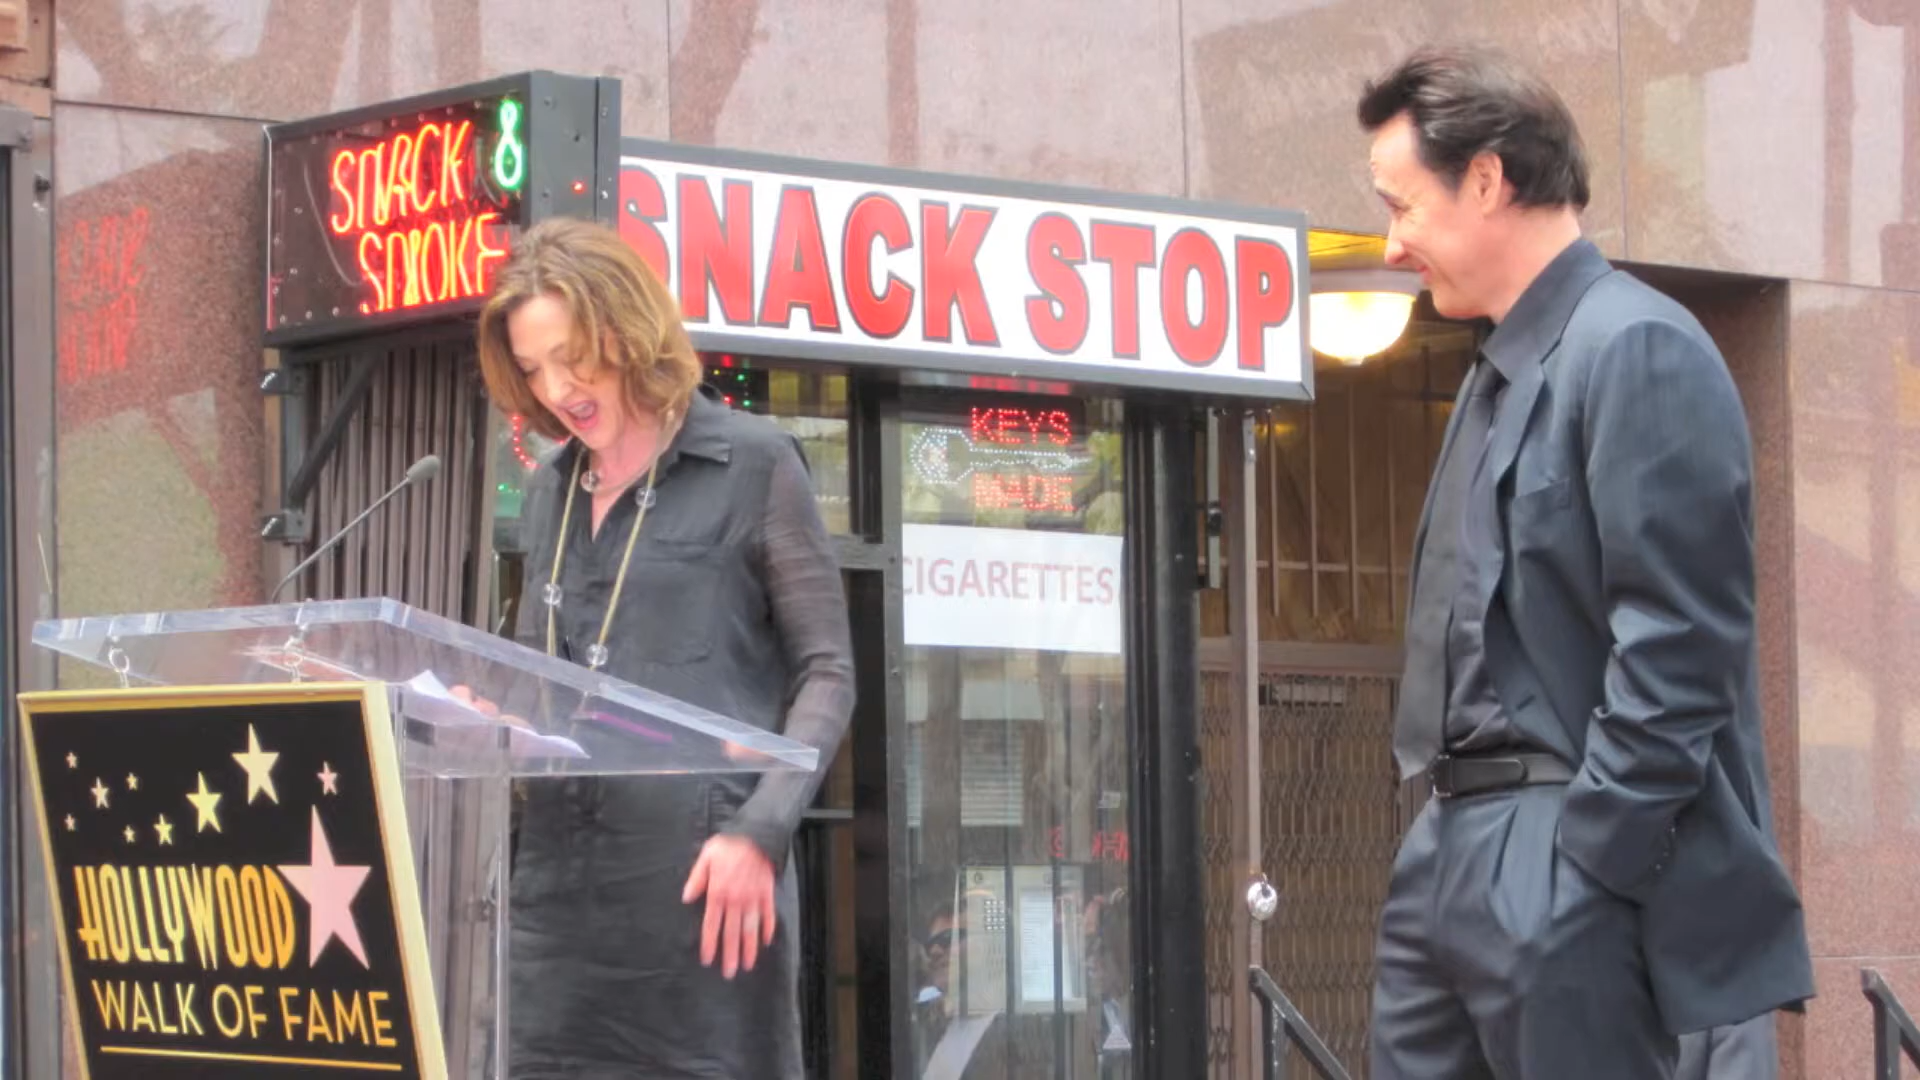 SNACK &
SMOKE
SNACK STOP
KEYS
MADE
CIGARETTES
HOLLYWOOD
WALK OF FAME